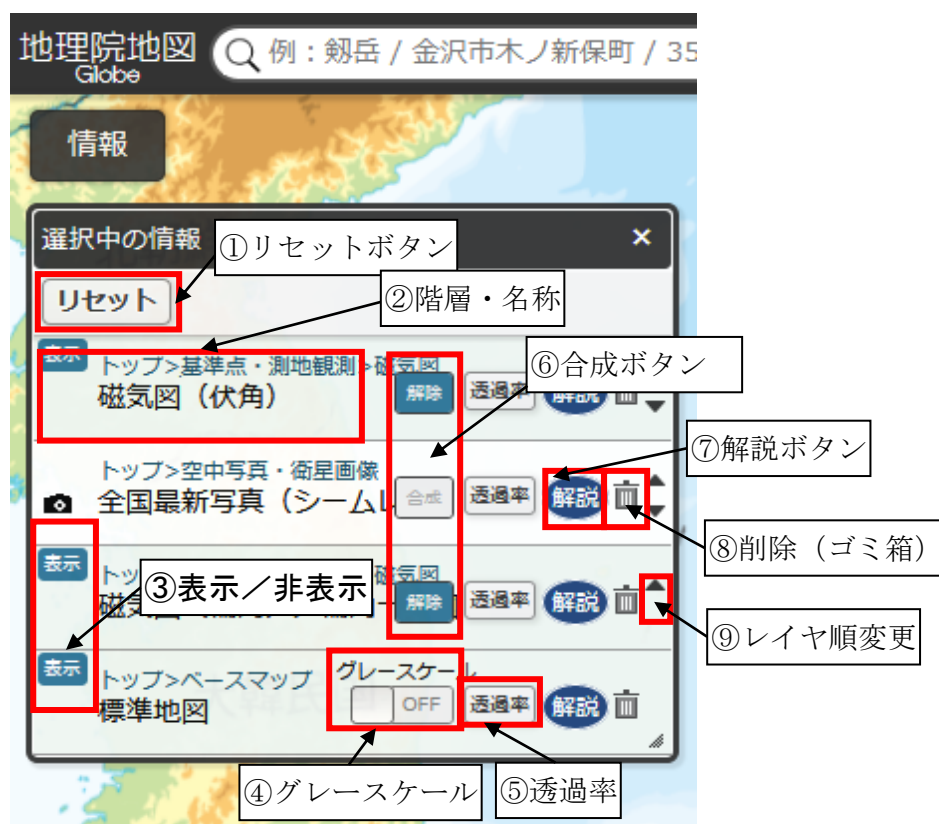 地理院地図
Globe
例：剱岳 / 金沢市木ノ新保町 / 35
情報
選択中の情報
×
①リセットボタン
リセット
②階層・名称
表示
トップ>基準点・測地観測>磁気図
磁気図（伏角）
解除
透過率
解説
⑥合成ボタン
⑦解説ボタン
トップ>空中写真・衛星画像
全国最新写真（シームレ
合成
透過率
解説
⑧削除（ゴミ箱）
表示
トッ
磁気図
③表示／非表示
磁気
解除
透過率
解説
⑨レイヤ順変更
表示
トップ>ベースマップ
標準地図
グレースケール
OFF
透過率
解説
④グレースケール
⑤透過率